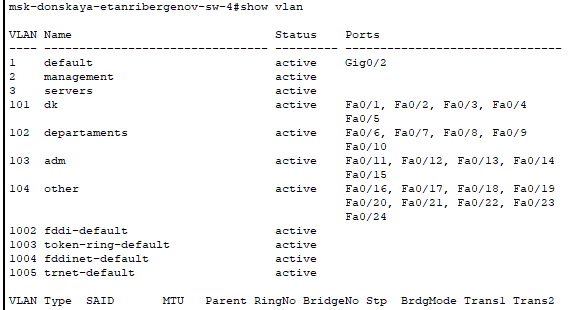 msk-donskaya-etanribergenov-sw-4#show vlan
VLAN Name Status Ports
---- -------------------------------- --------- -------------------------------
1 default active Gig0/2
2 management active
3 servers active
101 dk active Fa0/1, Fa0/2, Fa0/3, Fa0/4
Fa0/5
102 departaments active Fa0/6, Fa0/7, Fa0/8, Fa0/9
Fa0/10
103 adm active Fa0/11, Fa0/12, Fa0/13, Fa0/14
Fa0/15
104 other active Fa0/16, Fa0/17, Fa0/18, Fa0/19
Fa0/20, Fa0/21, Fa0/22, Fa0/23
Fa0/24
1002 fddi-default active
1003 token-ring-default active
1004 fddinet-default active
1005 trnet-default active
VLAN Type SAID MTU Parent RingNo BridgeNo Stp BrdgMode Trans1 Trans2